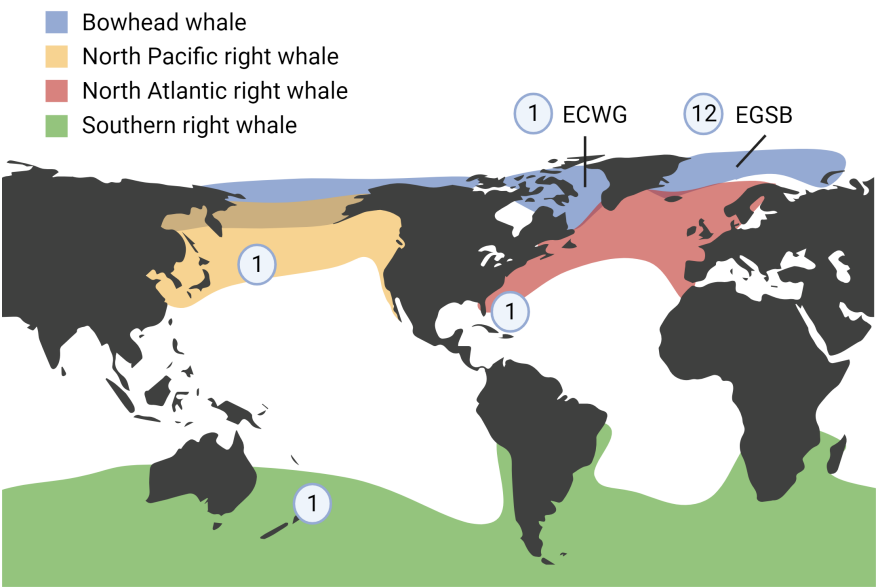 Bowhead whale
North Pacific right whale
North Atlantic right whale
Southern right whale
1 ECWG 12 EGSB
1
1
1